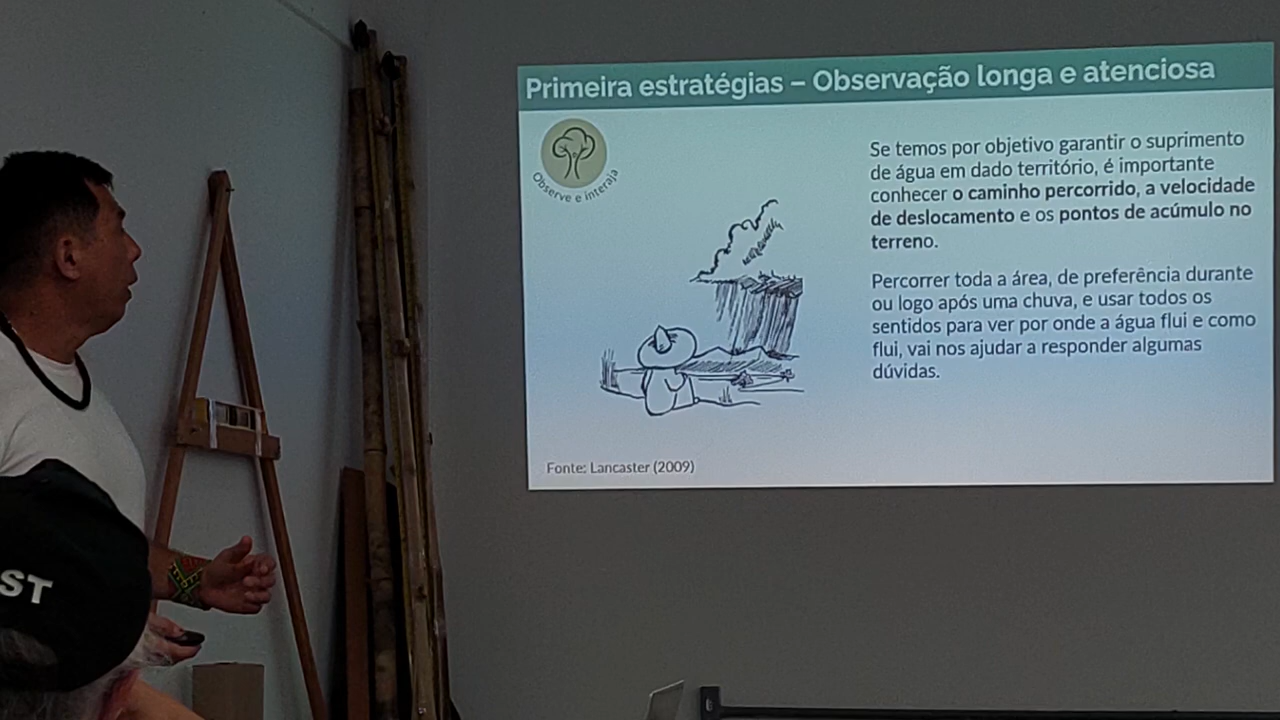 Primeira estratégias – Observação longa e atenciosa
Observe e interaja
Se temos por objetivo garantir o suprimento
de água em dado território, é importante
conhecer o caminho percorrido, a velocidade
de deslocamento e os pontos de acúmulo no
terreno.
Percorrer toda a área, de preferência durante
ou logo após uma chuva, e usar todos os
sentidos para ver por onde a água flui e como
flui, vai nos ajudar a responder algumas
dúvidas.
Fonte: Lancaster (2009)
ST